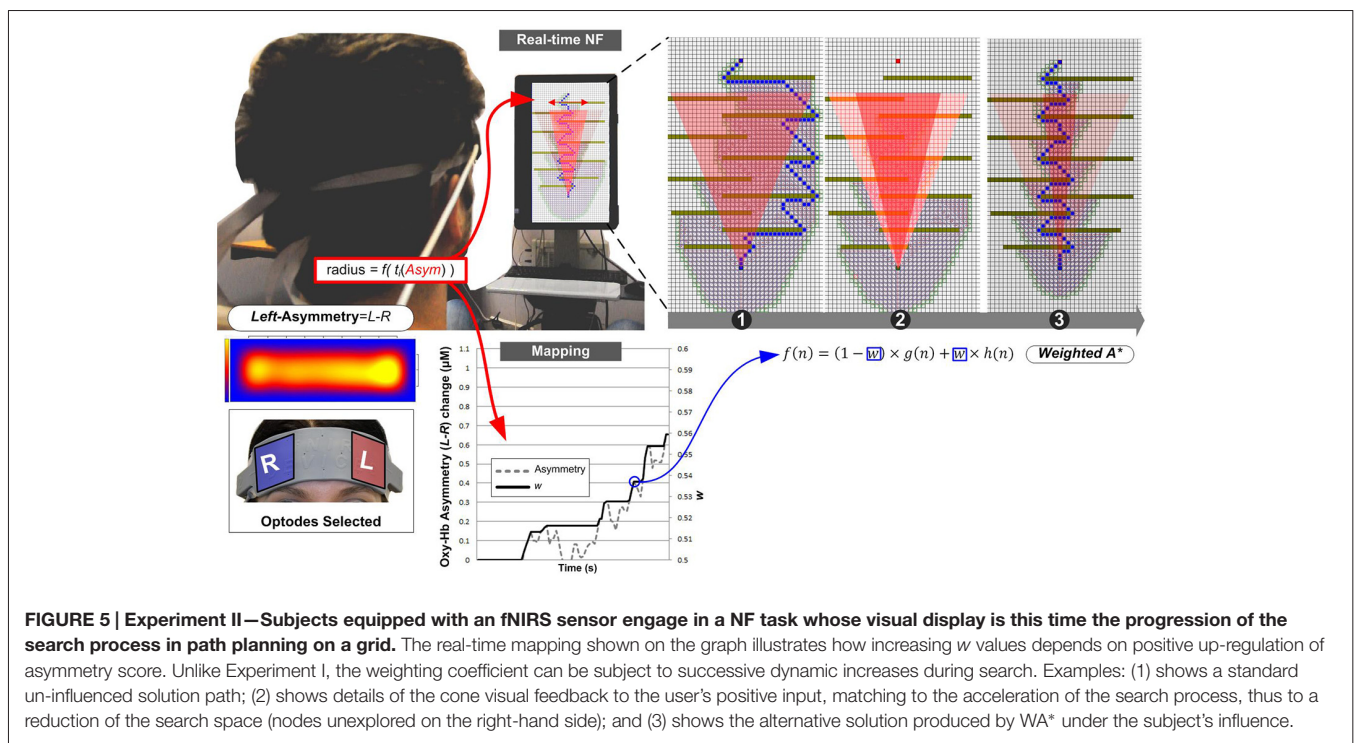 Real-time NF
radius = f( tᵢ(Asym) )
Left-Asymmetry=L-R
R
L
Optodes Selected
1
2
3
f(n) = (1 − w) × g(n) + w × h(n)
Weighted A*
Mapping
Oxy-Hb Asymmetry (L-R) change (µM)
1.1
1
0.9
0.8
0.7
0.6
0.5
0.4
0.3
0.2
0.1
0
Asymmetry
w
0.6
0.59
0.58
0.57
0.56
0.55
0.54
0.53
0.52
0.51
0.5
w
Time (s)
FIGURE 5 | Experiment II—Subjects equipped with an fNIRS sensor engage in a NF task whose visual display is this time the progression of the
search process in path planning on a grid. The real-time mapping shown on the graph illustrates how increasing w values depends on positive up-regulation of
asymmetry score. Unlike Experiment I, the weighting coefficient can be subject to successive dynamic increases during search. Examples: (1) shows a standard
un-influenced solution path; (2) shows details of the cone visual feedback to the user's positive input, matching to the acceleration of the search process, thus to a
reduction of the search space (nodes unexplored on the right-hand side); and (3) shows the alternative solution produced by WA* under the subject's influence.